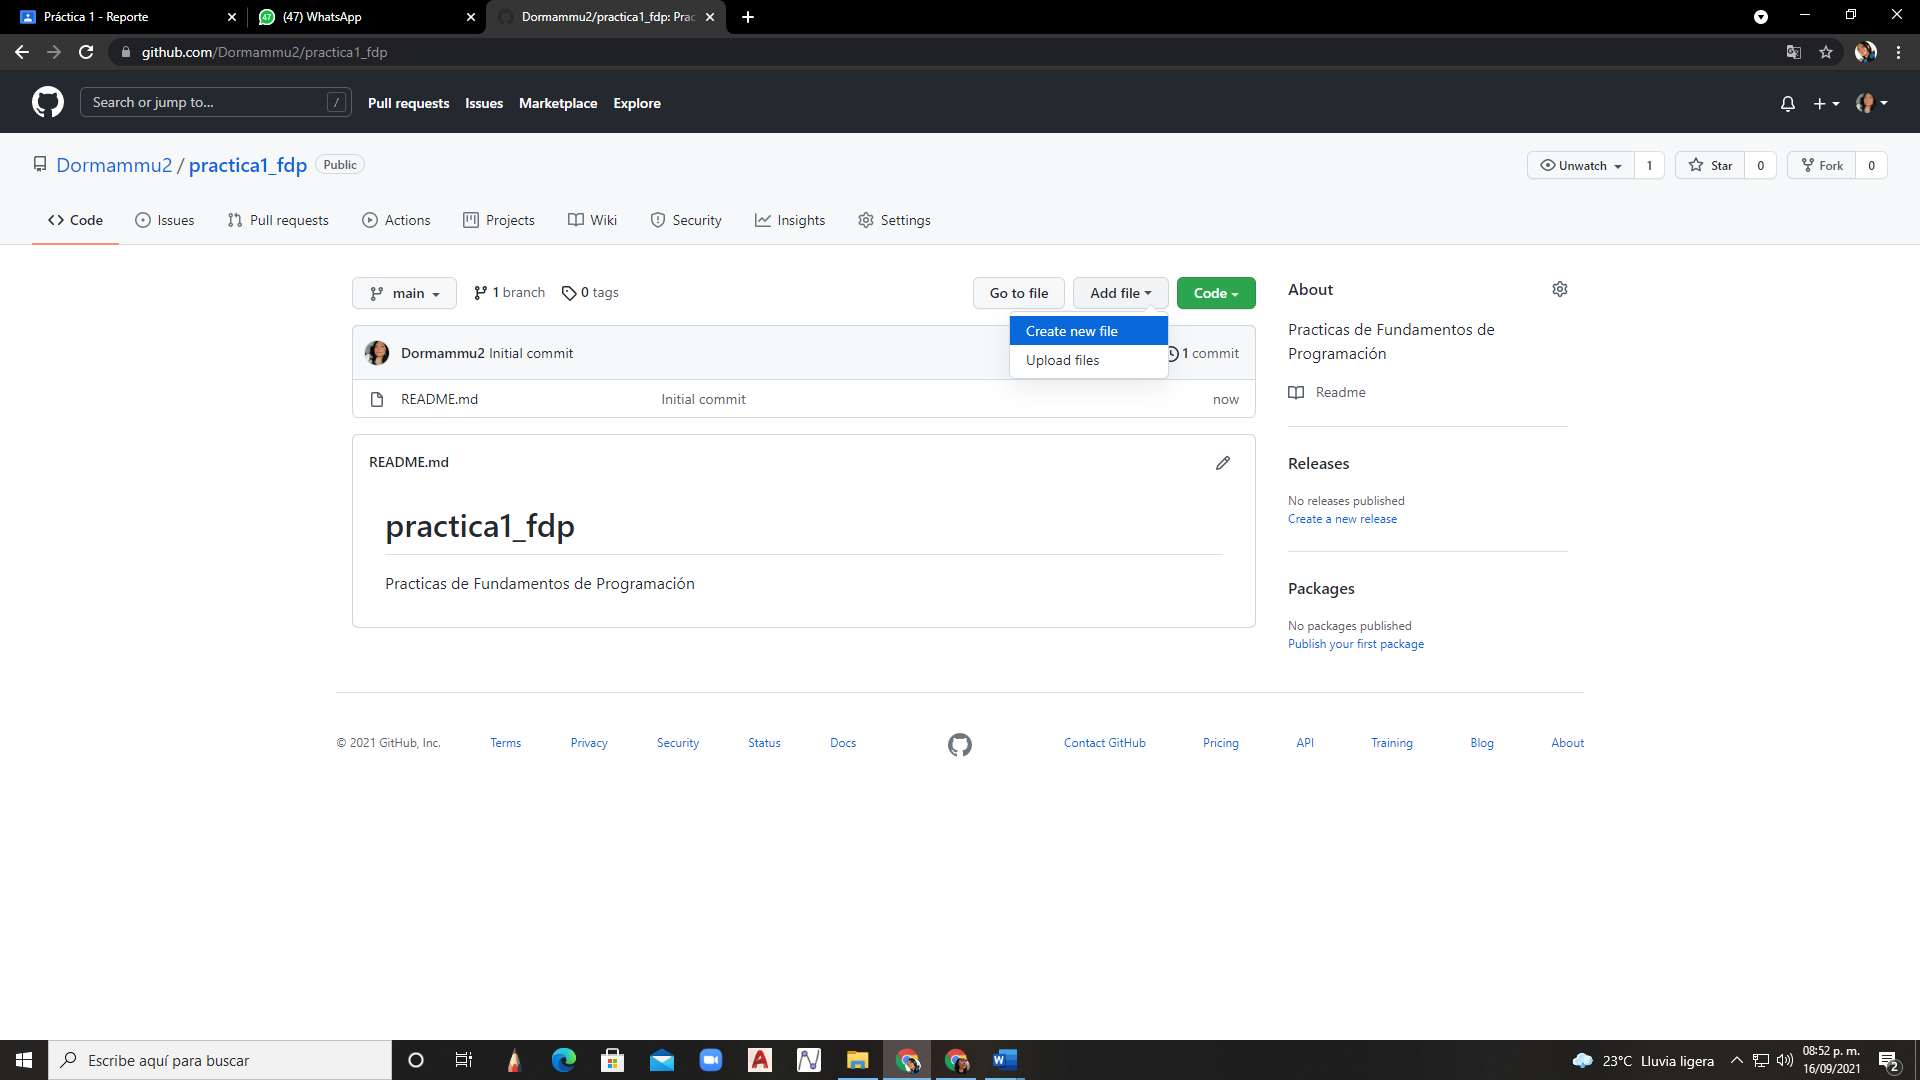 Práctica 1 - Reporte
(47) WhatsApp
Dormammu2/practica1_fdp: Prac
github.com/Dormammu2/practica1_fdp
Search or jump to...
/
Pull requests
Issues
Marketplace
Explore
Dormammu2 / practica1_fdp
Public
Unwatch
1
Star
0
Fork
0
Code
Issues
Pull requests
Actions
Projects
Wiki
Security
Insights
Settings
main
1 branch
0 tags
Go to file
Add file
Code
Create new file
Upload files
Dormammu2 Initial commit
1 commit
README.md
Initial commit
now
README.md
practica1_fdp
Practicas de Fundamentos de Programación
About
Practicas de Fundamentos de
Programación
Readme
Releases
No releases published
Create a new release
Packages
No packages published
Publish your first package
© 2021 GitHub, Inc.
Terms
Privacy
Security
Status
Docs
Contact GitHub
Pricing
API
Training
Blog
About
Escribe aquí para buscar
23°C Lluvia ligera
08:52 p. m.
16/09/2021
2